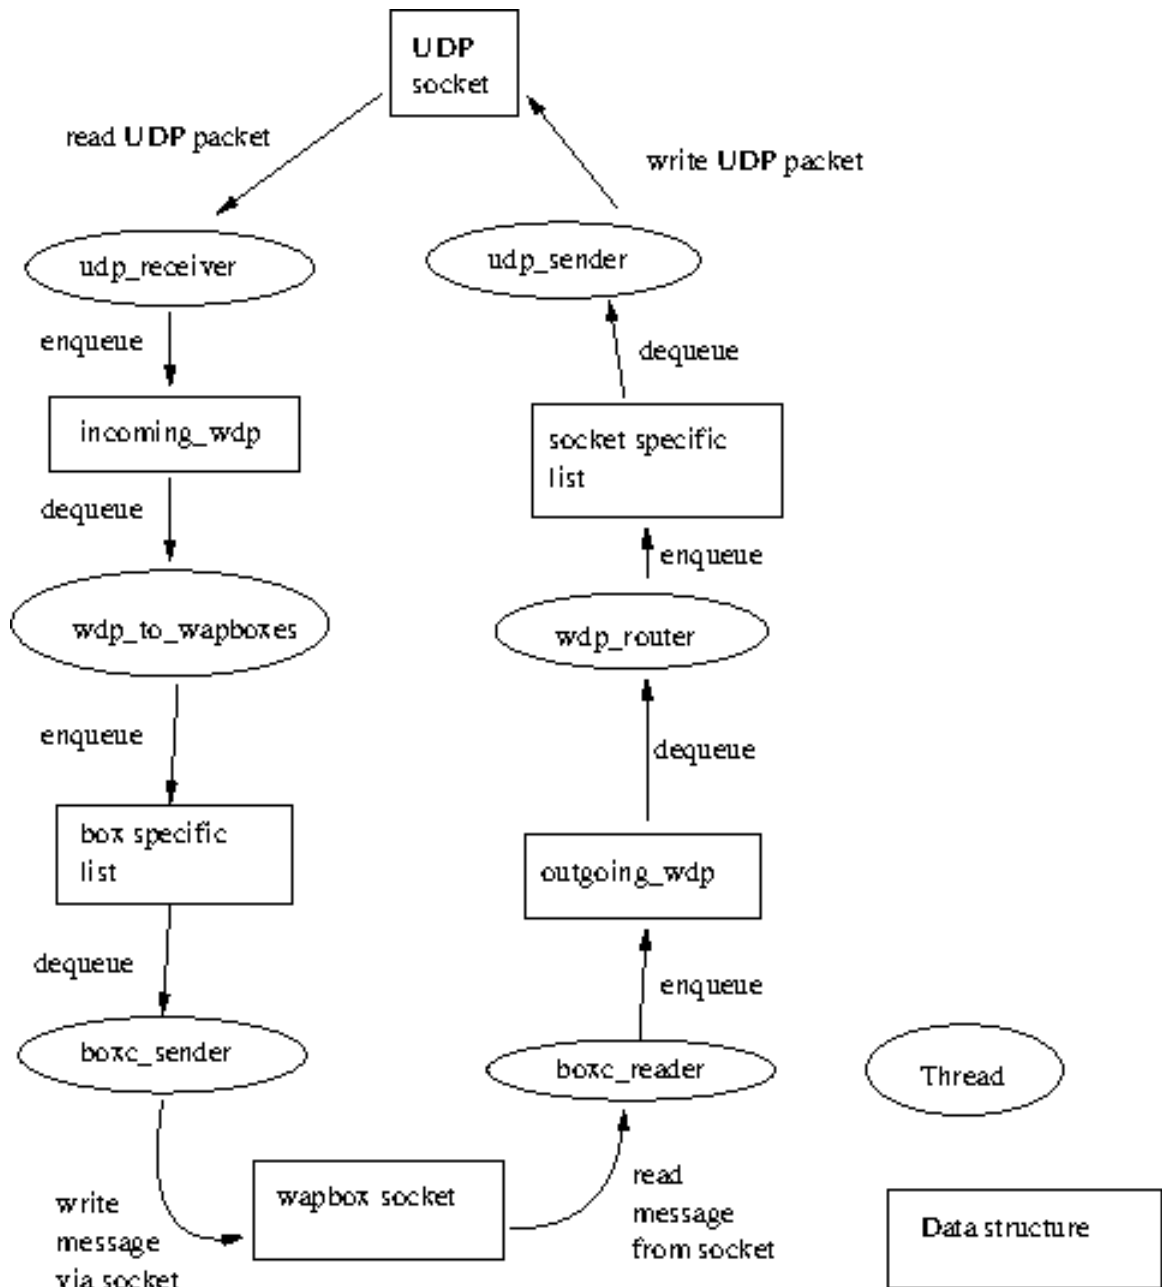 UDP
socket
read UDP packet
write UDP packet
udp_receiver
udp_sender
enqueue
dequeue
incoming_wdp
socket specific
list
dequeue
enqueue
wdp_to_wapboxes
wdp_router
enqueue
dequeue
box specific
list
outgoing_wdp
dequeue
enqueue
boxc_sender
boxc_reader
Thread
write
message
via socket
wapbox socket
read
message
from socket
Data structure